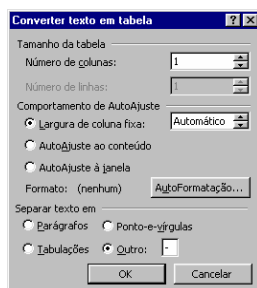 Converter texto em tabela
Tamanho da tabela
Número de colunas: 1
Número de linhas: 1
Comportamento de AutoAjuste
Largura de coluna fixa: Automático
AutoAjuste ao conteúdo
AutoAjuste à janela
Formato: (nenhum) AutoFormatação...
Separar texto em
Parágrafos Ponto-e-vírgulas
Tabulações Outro: -
OK Cancelar